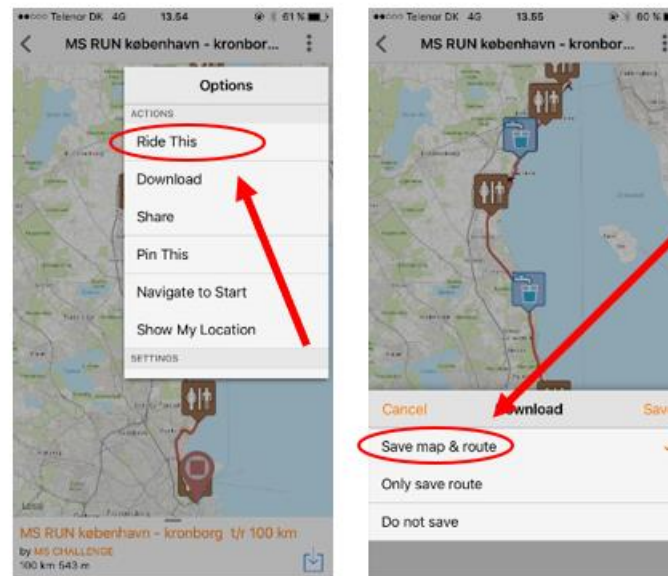 Telenor DK 4G 13.54 61 %
MS RUN københavn - kronbor...
Options
ACTIONS
Ride This
Download
Share
Pin This
Navigate to Start
Show My Location
SETTINGS
Legal
MS RUN københavn - kronborg t/r 100 km
by MS CHALLENGE
100 km 543 m
Telenor DK 4G 13.55 60 %
MS RUN københavn - kronbor...
Cancel
Save
Save map & route
Only save route
Do not save